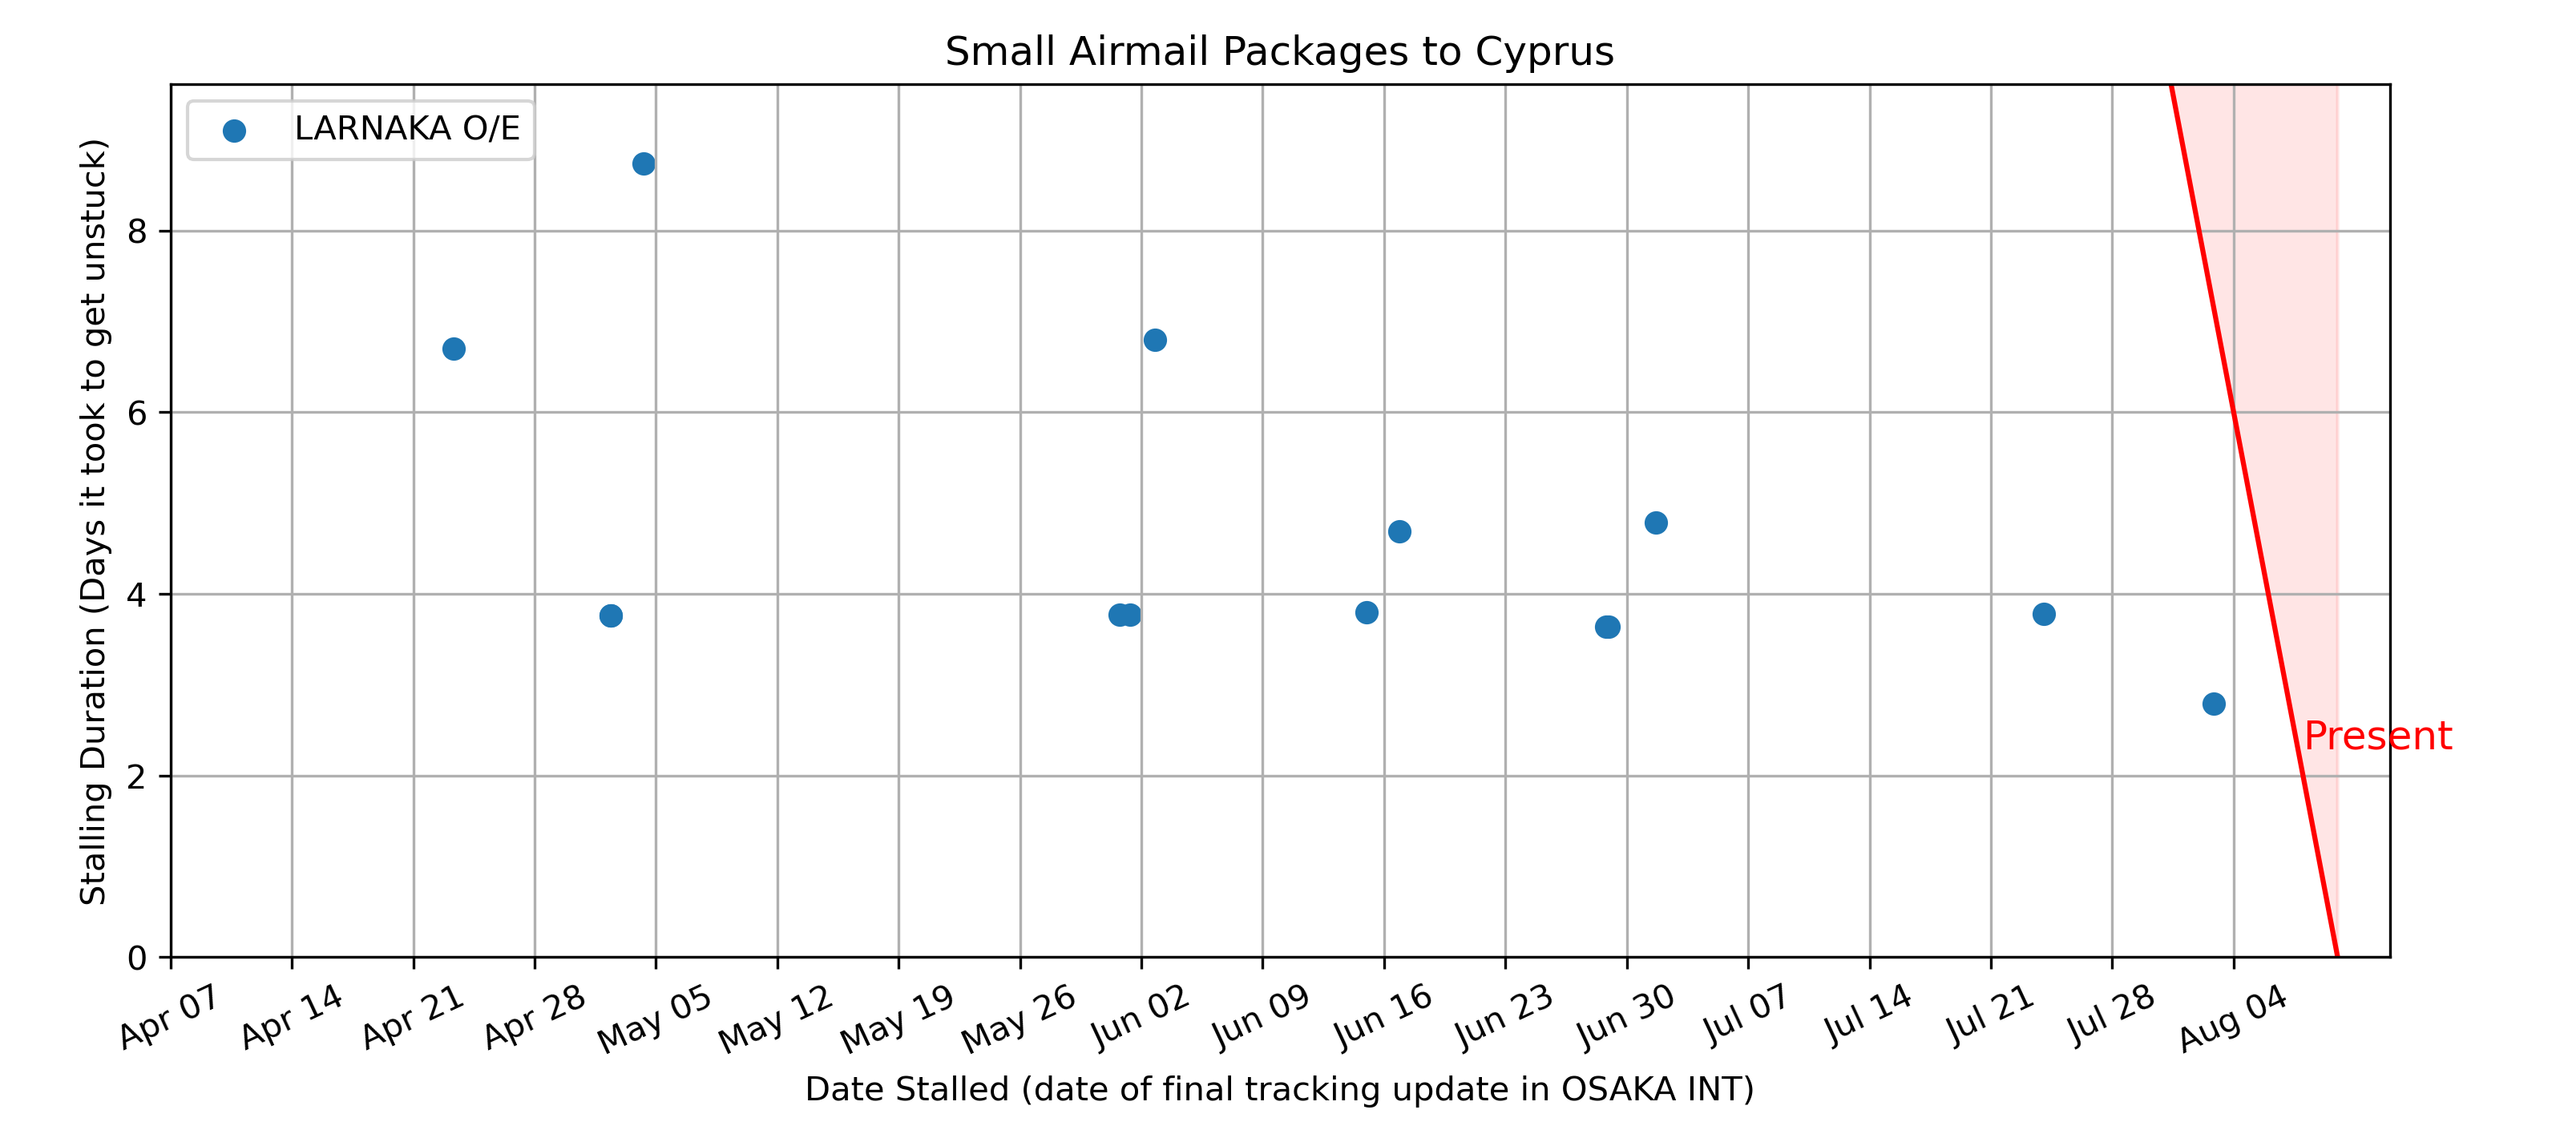 Small Airmail Packages to Cyprus
LARNAKA O/E
Stalling Duration (Days it took to get unstuck)
8
6
4
2
0
Present
Apr 07
Apr 14
Apr 21
Apr 28
May 05
May 12
May 19
May 26
Jun 02
Jun 09
Jun 16
Jun 23
Jun 30
Jul 07
Jul 14
Jul 21
Jul 28
Aug 04
Date Stalled (date of final tracking update in OSAKA INT)